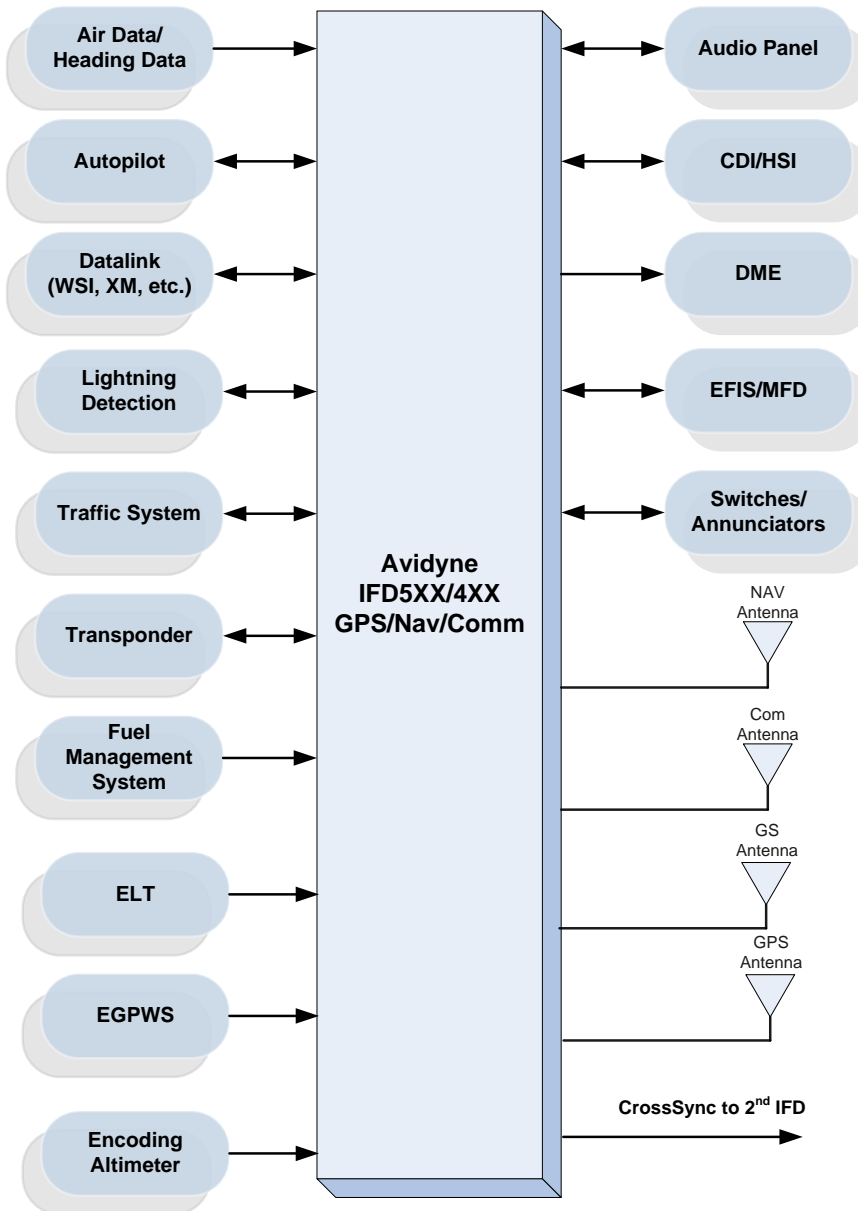 Air Data/
Heading Data
Autopilot
Datalink
(WSI, XM, etc.)
Lightning
Detection
Traffic System
Transponder
Fuel
Management
System
ELT
EGPWS
Encoding
Altimeter
Avidyne
IFD5XX/4XX
GPS/Nav/Comm
Audio Panel
CDI/HSI
DME
EFIS/MFD
Switches/
Annunciators
NAV
Antenna
Com
Antenna
GS
Antenna
GPS
Antenna
CrossSync to 2nd IFD